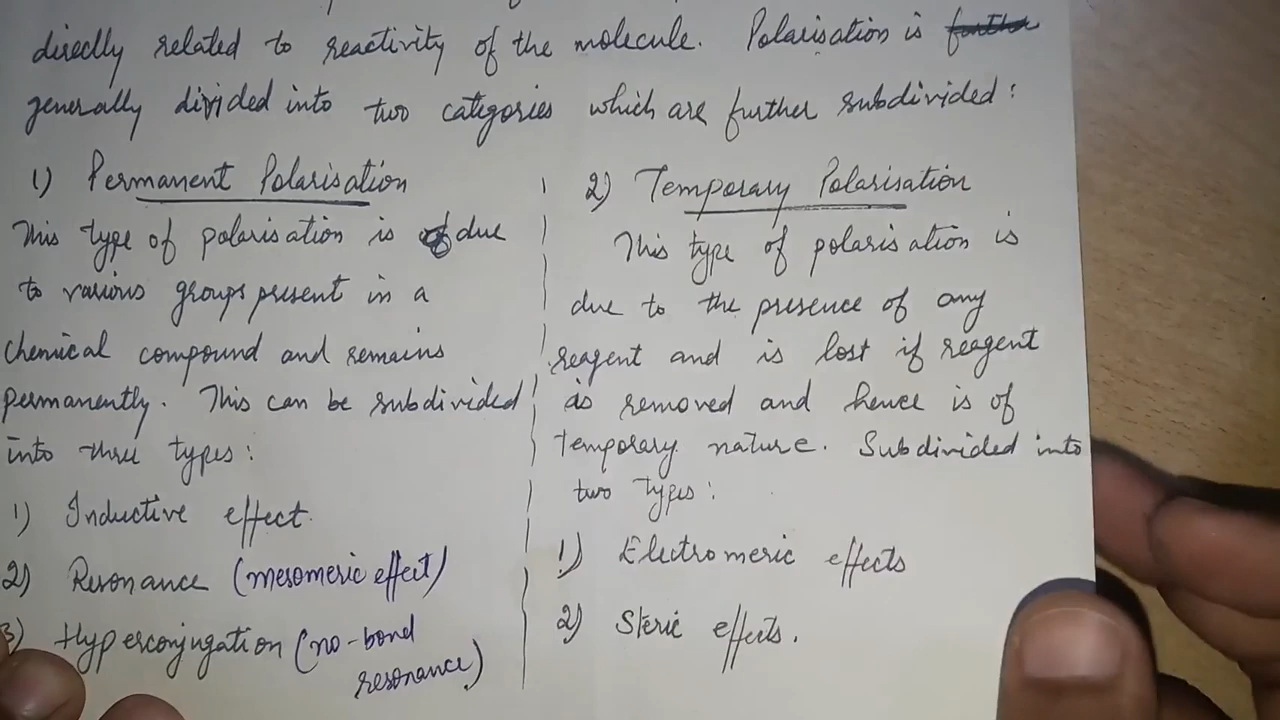 directly related to reactivity of the molecule. Polarisation is further
generally divided into two categories which are further subdivided:
1) Permanent Polarisation
This type of polarisation is of due
to various groups present in a
chemical compound and remains
permanently. This can be subdivided
into three types:
1) Inductive effect.
2) Resonance (mesomeric effect)
3) Hyperconjugation (no-bond
resonance)
2) Temporary Polarisation
This type of polarisation is
due to the presence of any
reagent and is lost if reagent
is removed and hence is of
temporary nature. Subdivided into
two types:
1) Electromeric effects
2) Steric effects.